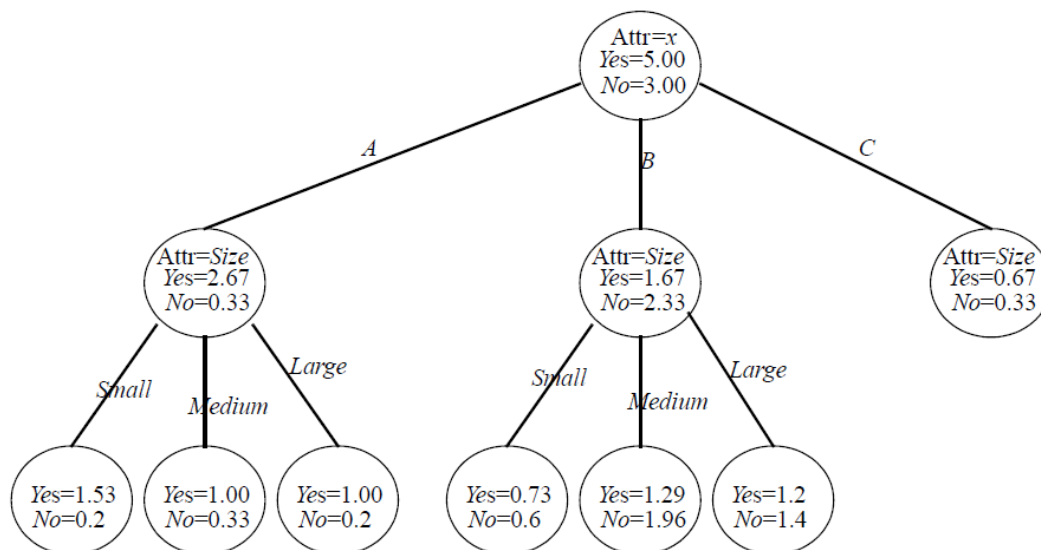 Attr=x
Yes=5.00
No=3.00
A
B
C
Attr=Size
Yes=2.67
No=0.33
Attr=Size
Yes=1.67
No=2.33
Attr=Size
Yes=0.67
No=0.33
Small
Medium
Large
Small
Medium
Large
Yes=1.53
No=0.2
Yes=1.00
No=0.33
Yes=1.00
No=0.2
Yes=0.73
No=0.6
Yes=1.29
No=1.96
Yes=1.2
No=1.4